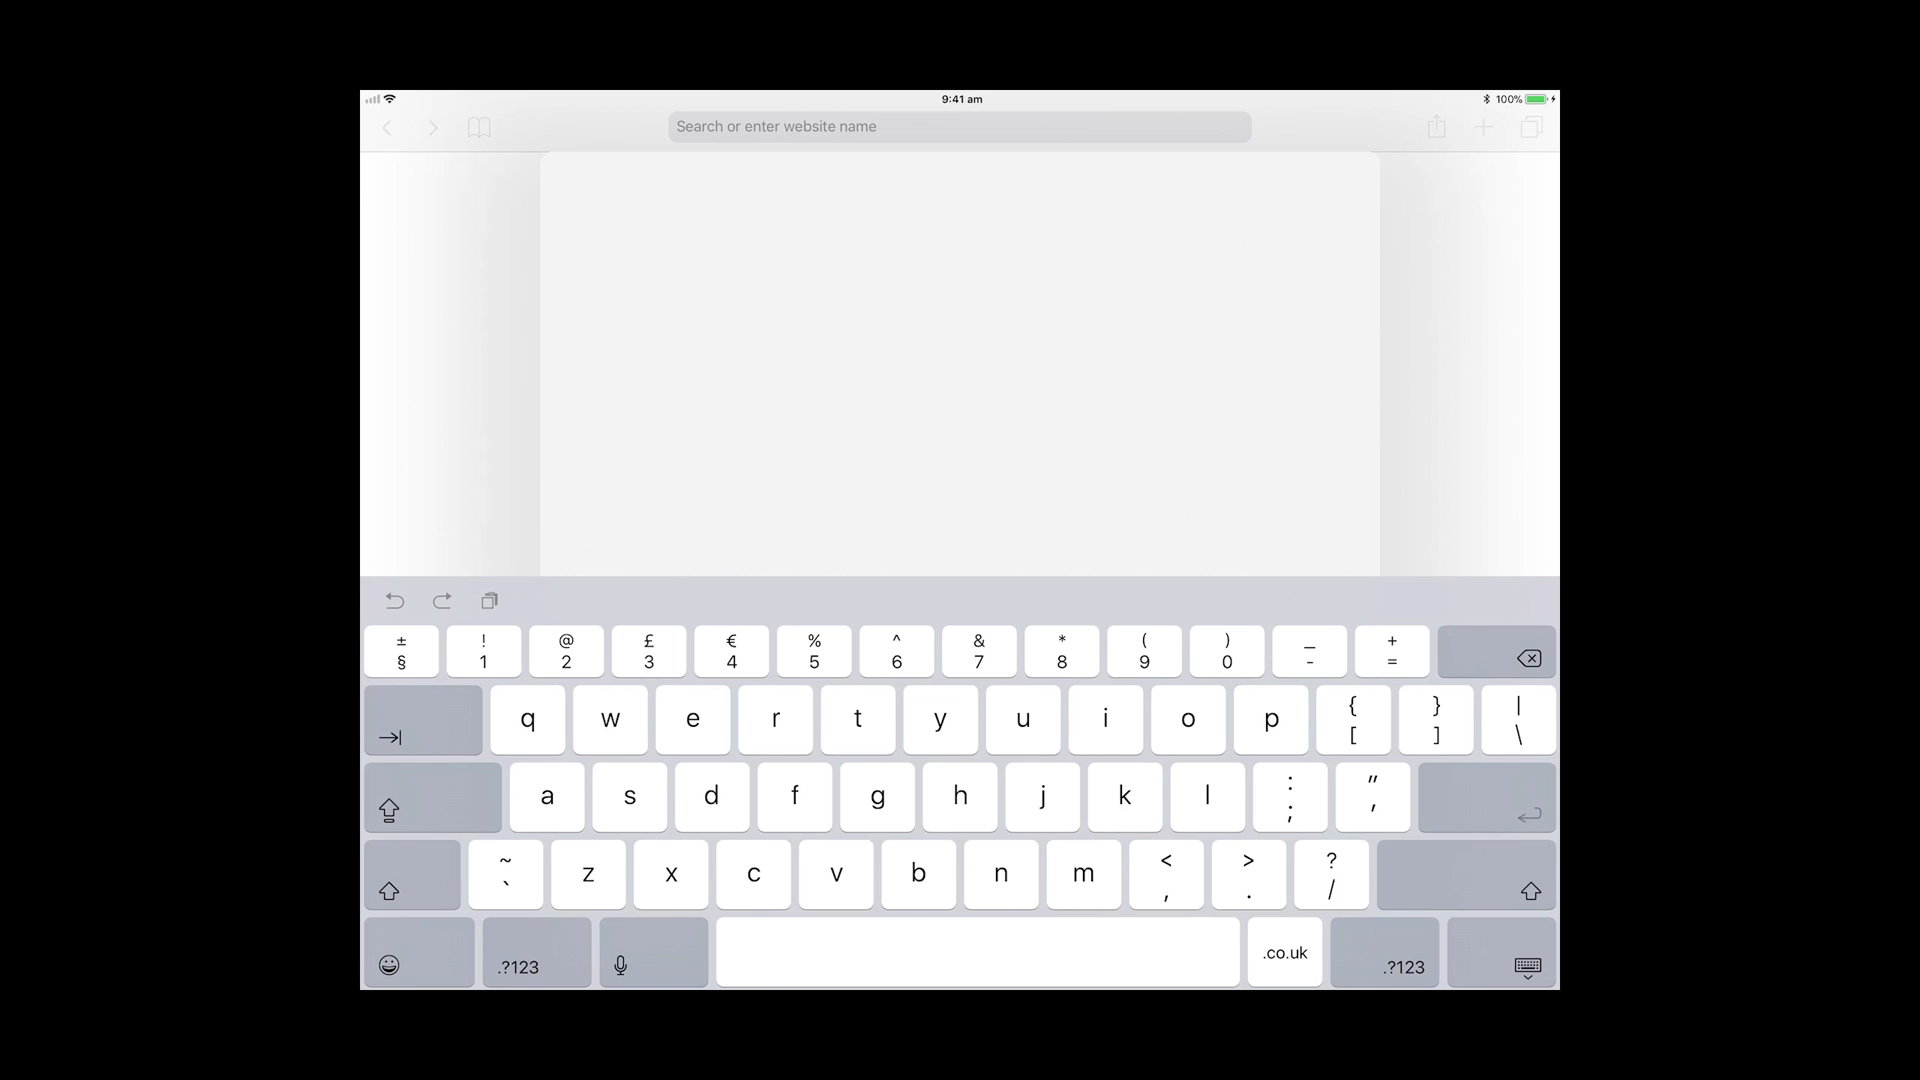 9:41 am
100%
Search or enter website name
± ! @ £ € % ^ & * ( ) _ +
§ 1 2 3 4 5 6 7 8 9 0 - =
q w e r t y u i o p { } |
[ ] \
a s d f g h j k l : "
; '
~ z x c v b n m < > ?
` , . /
.?123 .co.uk .?123